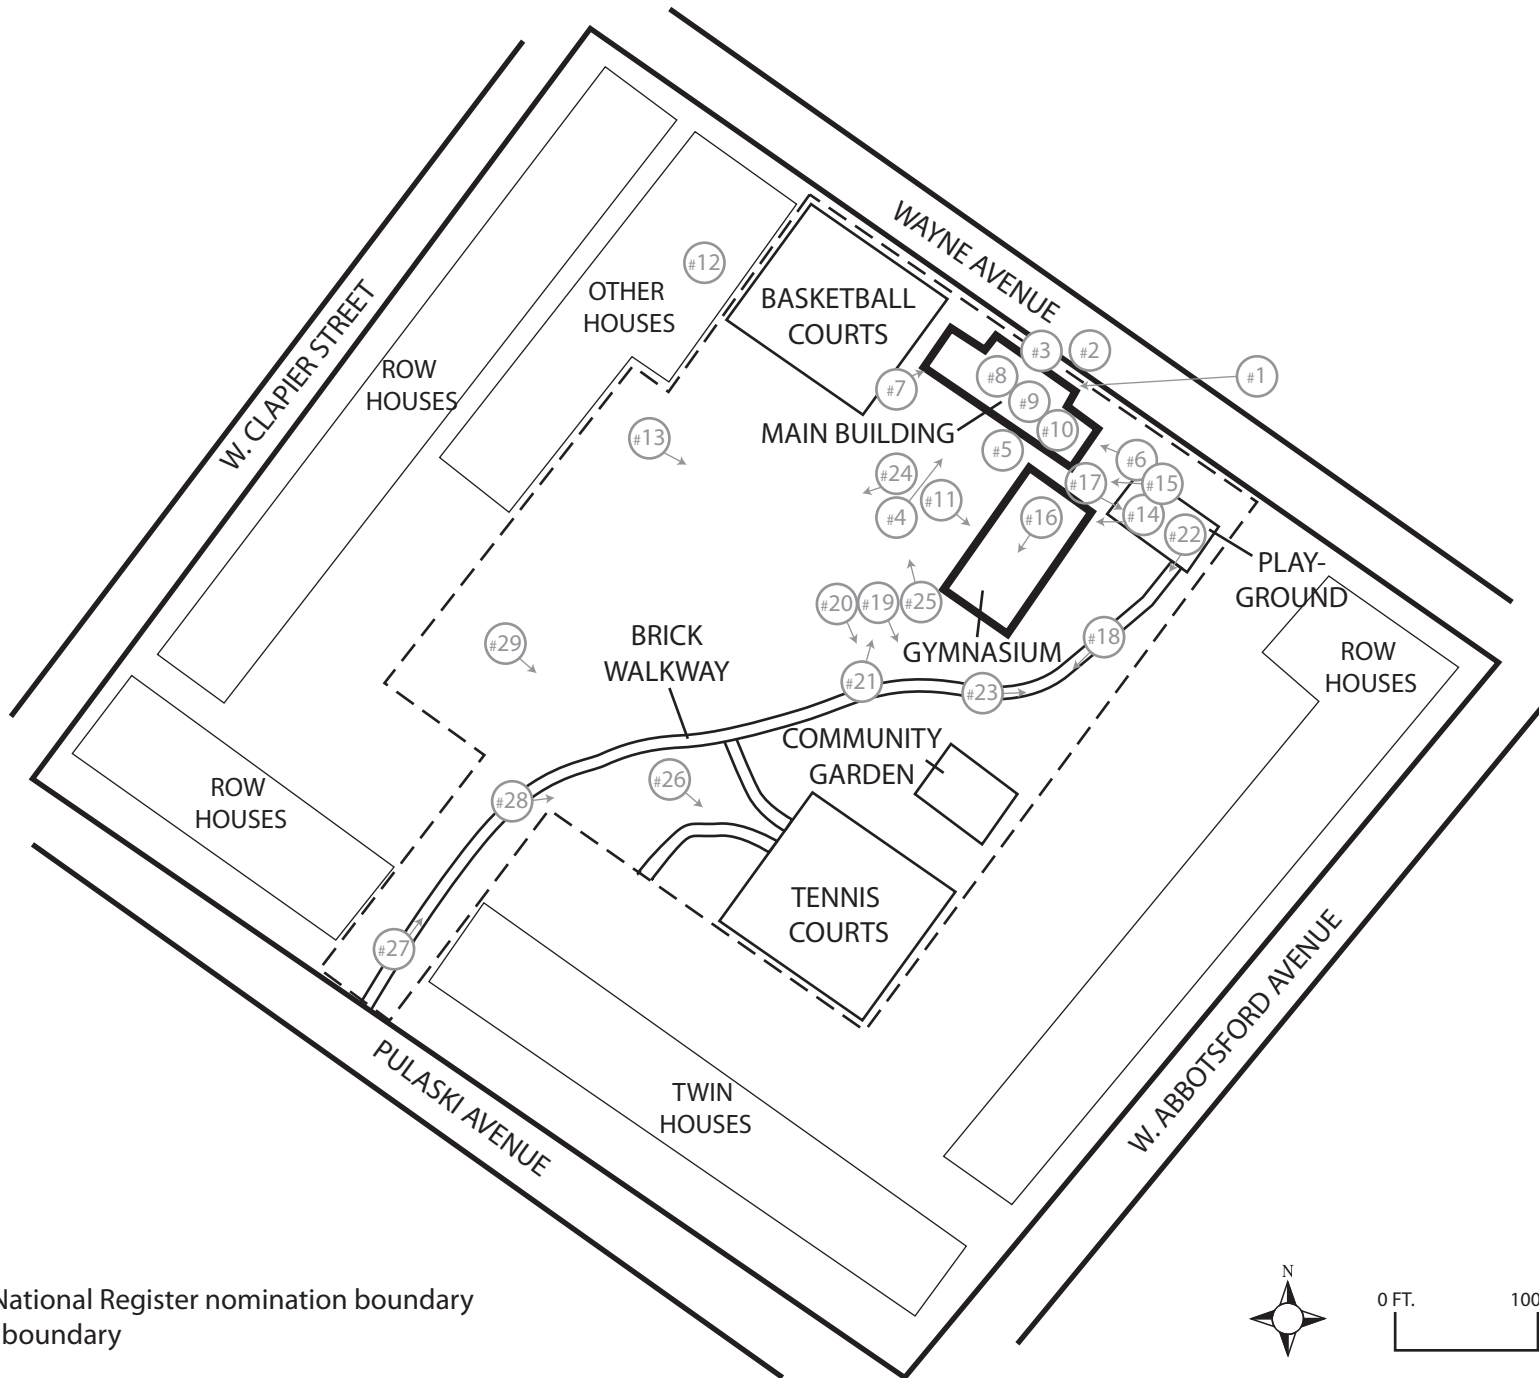 WAYNE AVENUE
#12
OTHER
HOUSES
BASKETBALL
COURTS
W. CLAPIER STREET
ROW
HOUSES
#3
#2
#1
#7
#8
#9
#10
MAIN BUILDING
#13
#5
#6
#24
#17
#15
#11
#4
#16
#14
#22
PLAY-
GROUND
#20
#19
#25
#29
BRICK
WALKWAY
GYMNASIUM
#18
ROW
HOUSES
#21
#23
COMMUNITY
GARDEN
#26
#28
ROW
HOUSES
TENNIS
COURTS
#27
W. ABBOTSFORD AVENUE
PULASKI AVENUE
TWIN
HOUSES
National Register nomination boundary
boundary
N
0 FT.
100